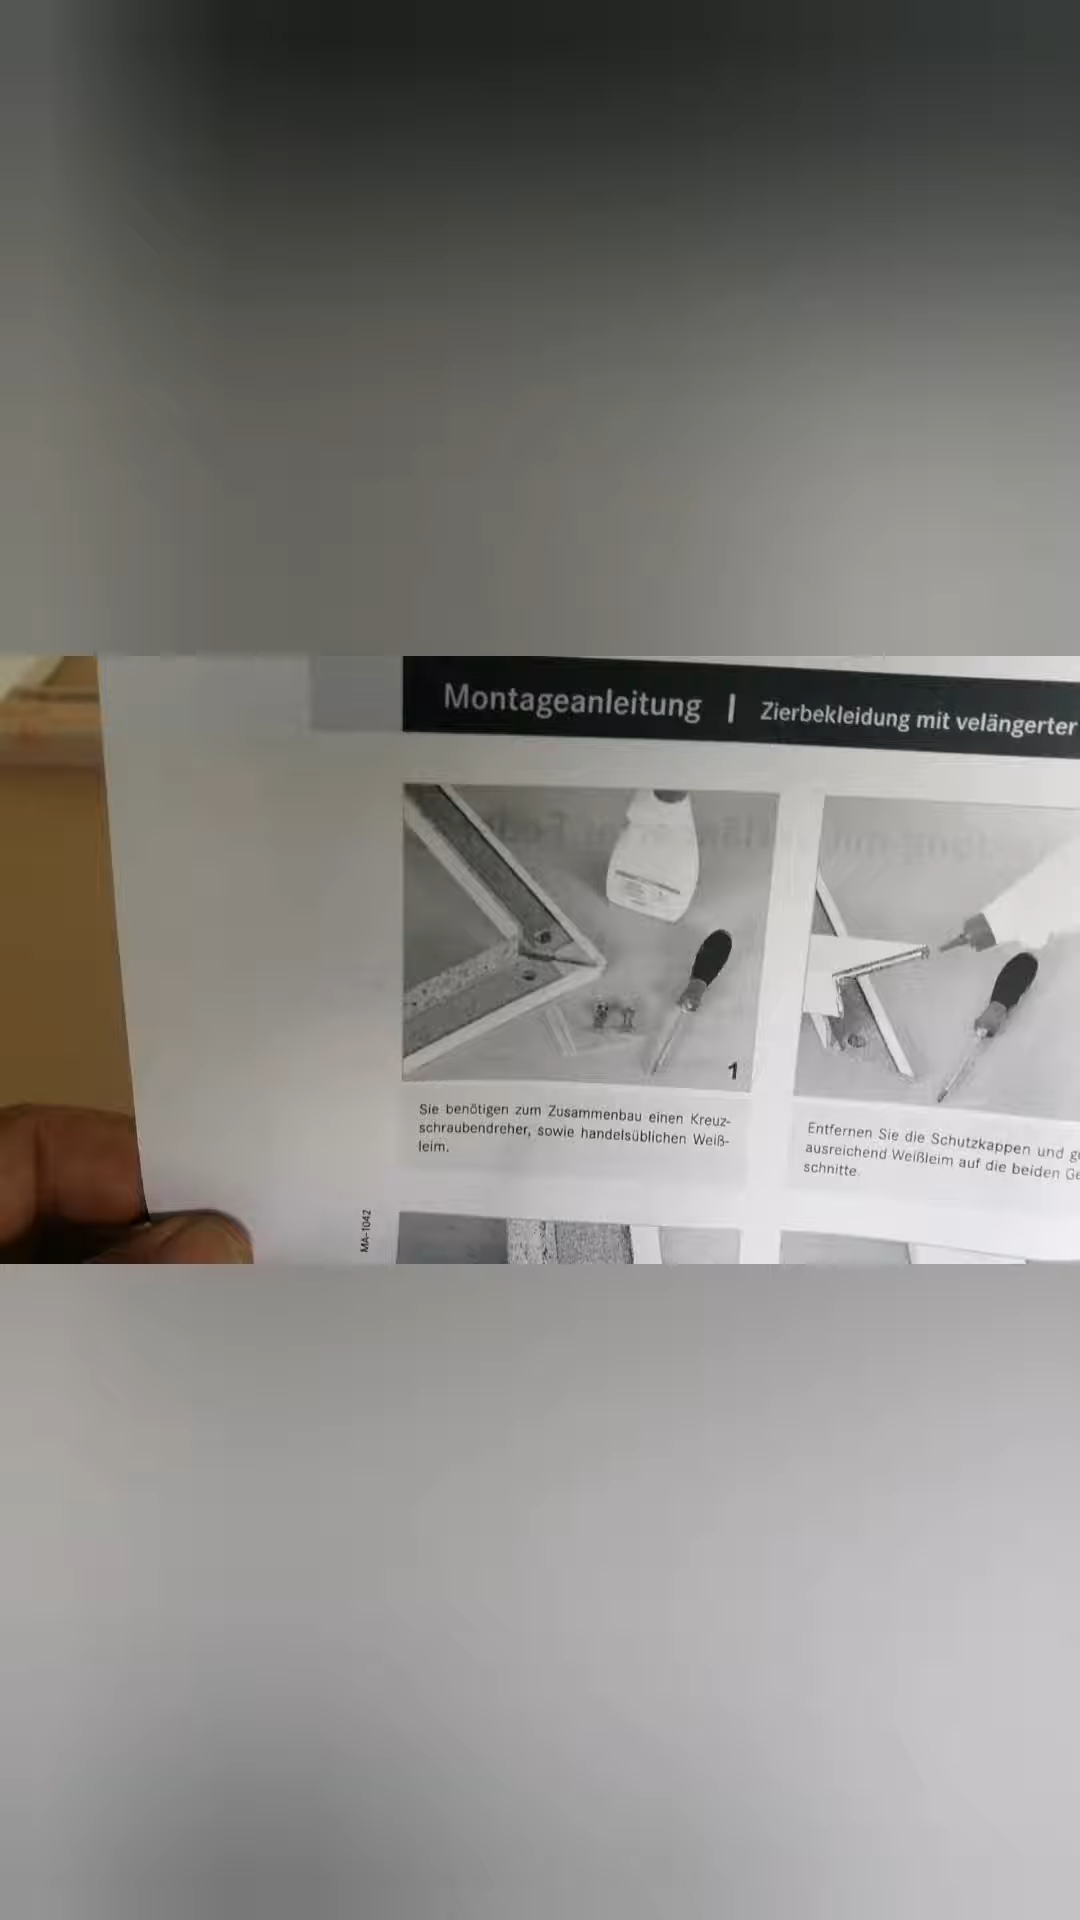 Montageanleitung | Zierbekleidung mit velängerter
1
Sie benötigen zum Zusammenbau einen Kreuz-
schraubendreher, sowie handelsüblichen Weiß-
leim.
Entfernen Sie die Schutzkappen und
ausreichend Weißleim auf die beiden
schnitte.
MA-1042